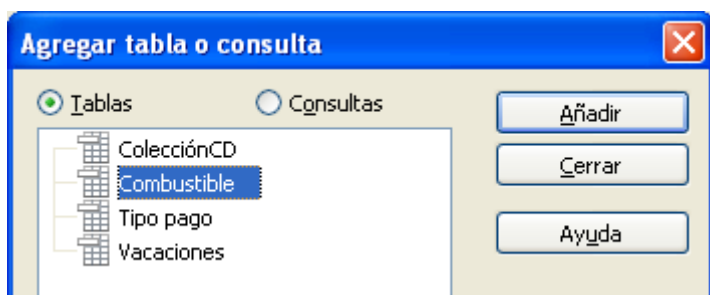 Agregar tabla o consulta
Tablas
Consultas
Añadir
ColecciónCD
Combustible
Cerrar
Tipo pago
Ayuda
Vacaciones